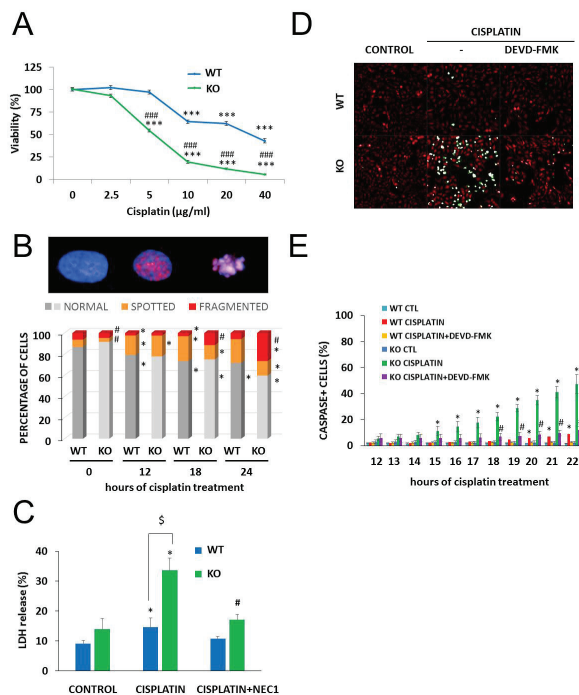 A
125
100
75
50
25
0
Viability (%)
WT
KO
###
***
***
***
***
###
***
###
***
###
***
0 2.5 5 10 20 40
Cisplatin (µg/ml)
B
NORMAL SPOTTED FRAGMENTED
100
80
60
40
20
0
PERCENTAGE OF CELLS
#
#
*
*
*
*
*
*
*
#
*
*
*
#
*
*
*
WT KO WT KO WT KO WT KO
0 12 18 24
hours of cisplatin treatment
C
$
40
30
20
10
0
LDH release (%)
WT
KO
*
*
#
CONTROL CISPLATIN CISPLATIN+NEC1
D
CISPLATIN
CONTROL - DEVD-FMK
WT
KO
E
WT CTL
WT CISPLATIN
WT CISPLATIN+DEVD-FMK
KO CTL
KO CISPLATIN
KO CISPLATIN+DEVD-FMK
80
60
40
20
0
CASPASE+ CELLS (%)
* * * * * * * *
# # # # #
* * *
12 13 14 15 16 17 18 19 20 21 22
hours of cisplatin treatment